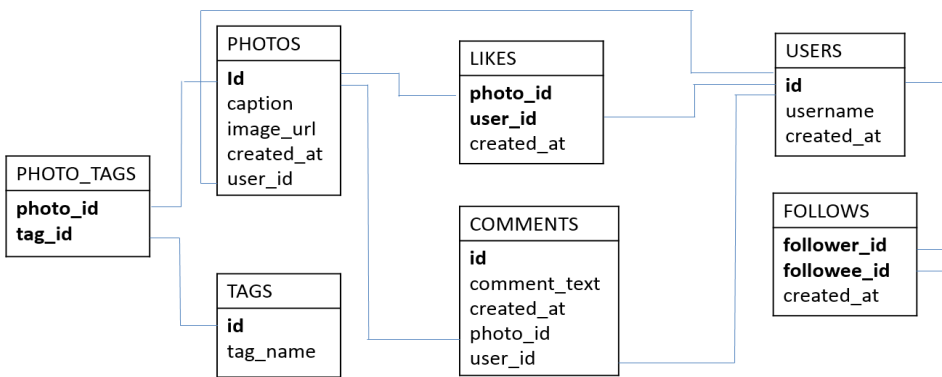 PHOTOS
Id
caption
image_url
created_at
user_id
LIKES
photo_id
user_id
created_at
USERS
id
username
created_at
PHOTO_TAGS
photo_id
tag_id
TAGS
id
tag_name
COMMENTS
id
comment_text
created_at
photo_id
user_id
FOLLOWS
follower_id
followee_id
created_at